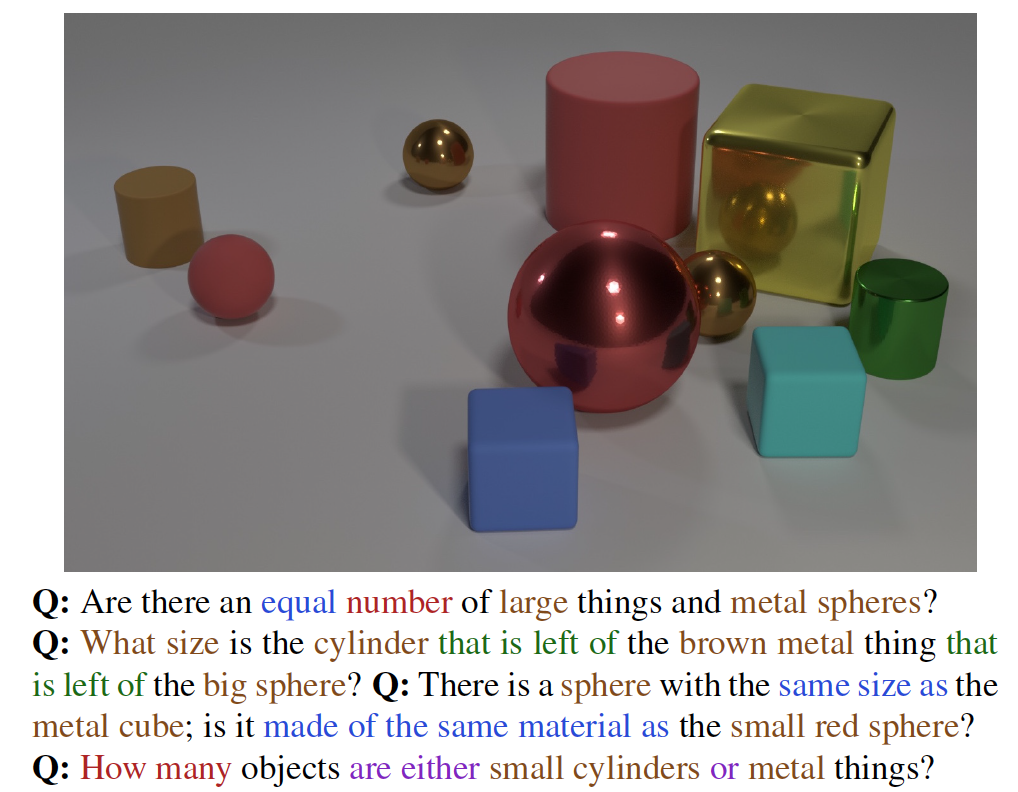 Q: Are there an equal number of large things and metal spheres?
Q: What size is the cylinder that is left of the brown metal thing that
is left of the big sphere? Q: There is a sphere with the same size as the
metal cube; is it made of the same material as the small red sphere?
Q: How many objects are either small cylinders or metal things?